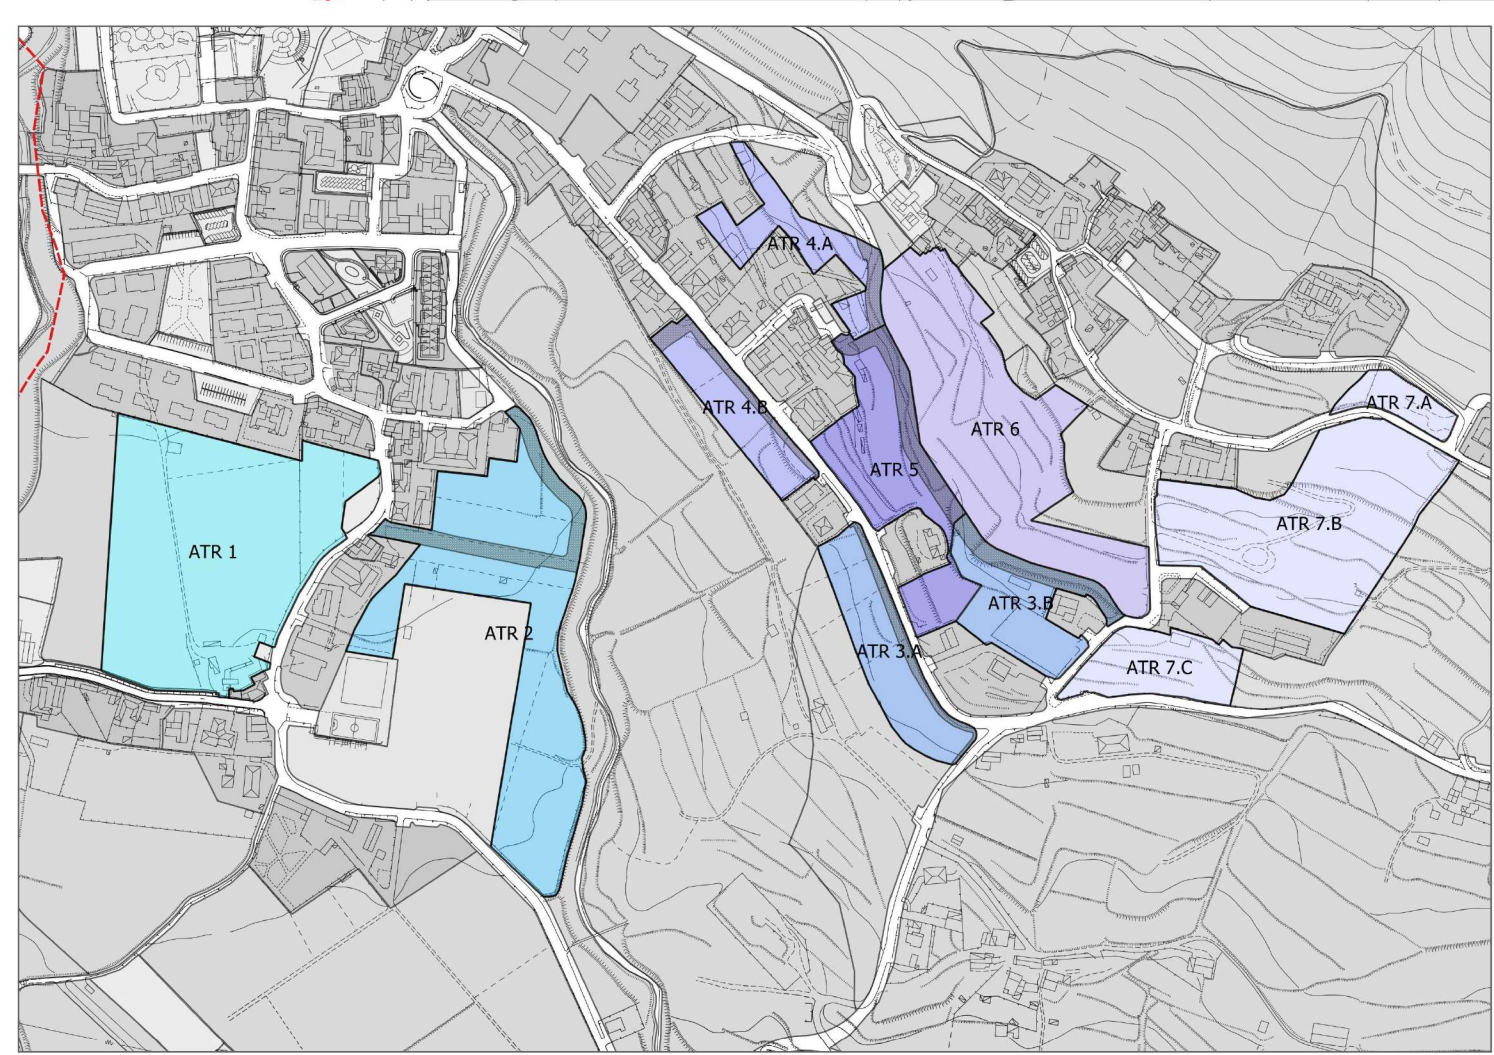 ATR 4.A
ATR 7.A
ATR 4.B
ATR 6
ATR 5
ATR 7.B
ATR 1
ATR 3.B
ATR 2
ATR 3.A
ATR 7.C